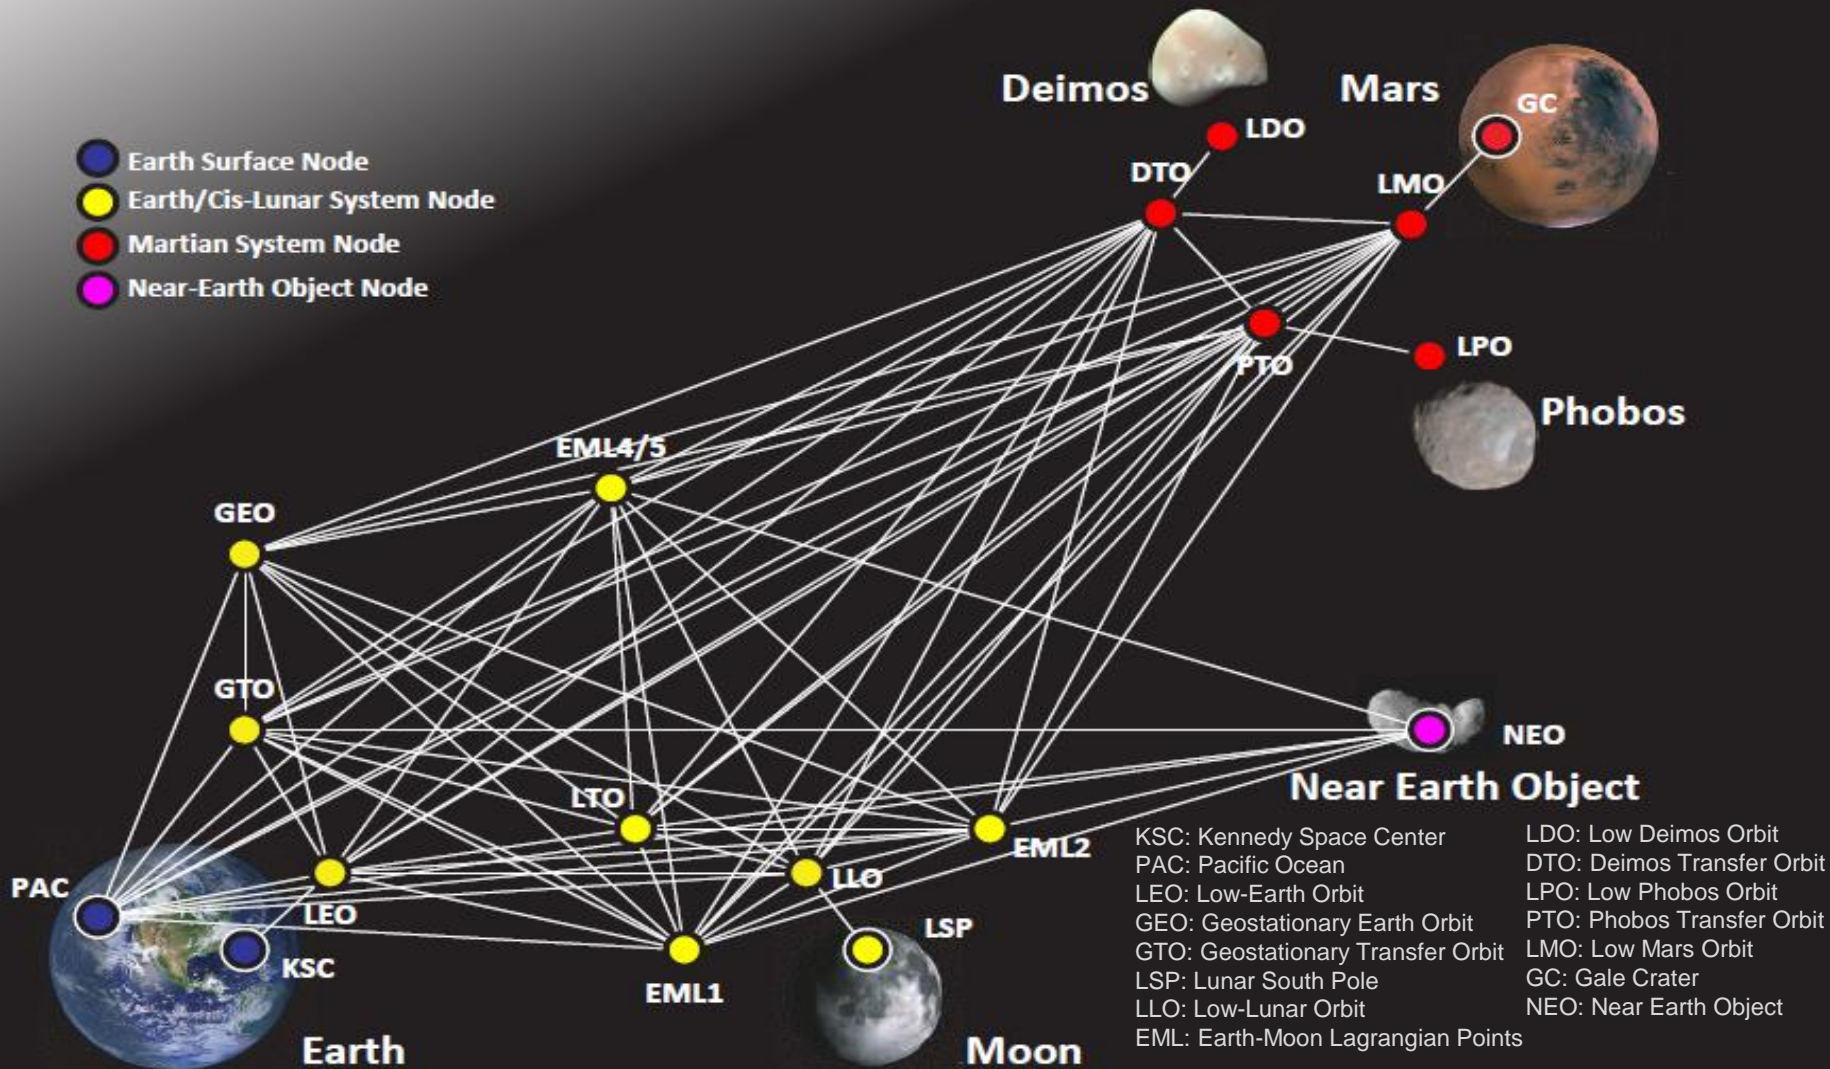 Deimos
Mars
GC
LDO
Earth Surface Node
DTO
LMO
Earth/Cis-Lunar System Node
Martian System Node
Near-Earth Object Node
LPO
PTO
Phobos
EML4/5
GEO
GTO
NEO
Near Earth Object
LTO
EML2
PAC
LLO
LEO
LSP
KSC
EML1
Earth
Moon
KSC: Kennedy Space Center
PAC: Pacific Ocean
LEO: Low-Earth Orbit
GEO: Geostationary Earth Orbit
GTO: Geostationary Transfer Orbit
LSP: Lunar South Pole
LLO: Low-Lunar Orbit
EML: Earth-Moon Lagrangian Points
LDO: Low Deimos Orbit
DTO: Deimos Transfer Orbit
LPO: Low Phobos Orbit
PTO: Phobos Transfer Orbit
LMO: Low Mars Orbit
GC: Gale Crater
NEO: Near Earth Object